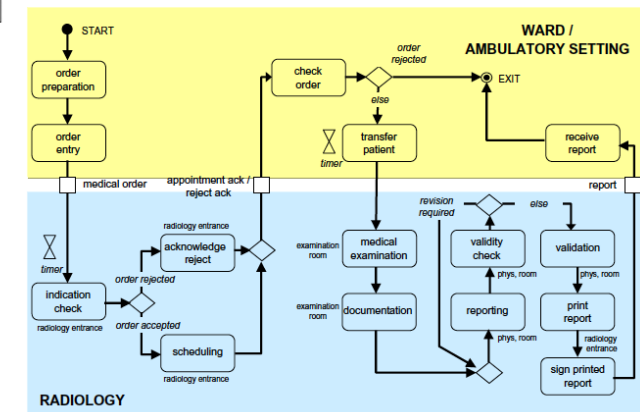 START
WARD /
AMBULATORY SETTING
order
preparation
check
order
order
rejected
EXIT
else
order
entry
timer
transfer
patient
receive
report
medical order
appointment ack /
reject ack
report
radiology entrance
acknowledge
reject
timer
order rejected
indication
check
radiology entrance
order accepted
scheduling
radiology entrance
examination
room
medical
examination
examination
room
documentation
revision
required
else
validity
check
phys, room
reporting
phys, room
validation
phys, room
print
report
radiology
entrance
sign printed
report
RADIOLOGY